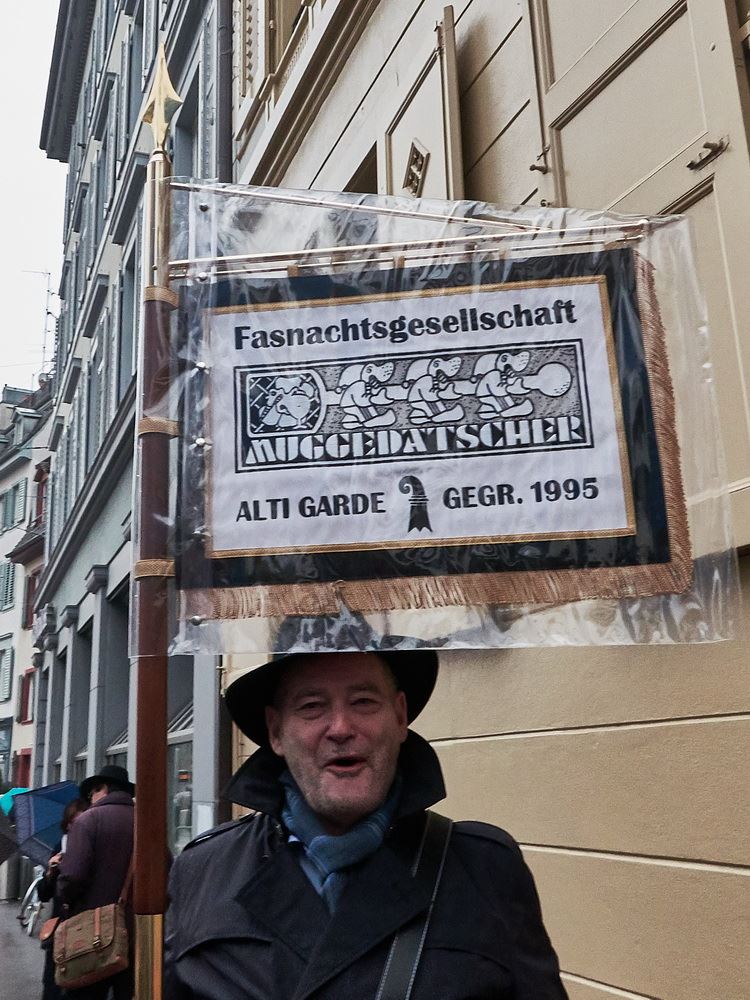 Fasnachtsgesellschaft
MUGGEDÄTSCHER
ALTI GARDE GEGR. 1995